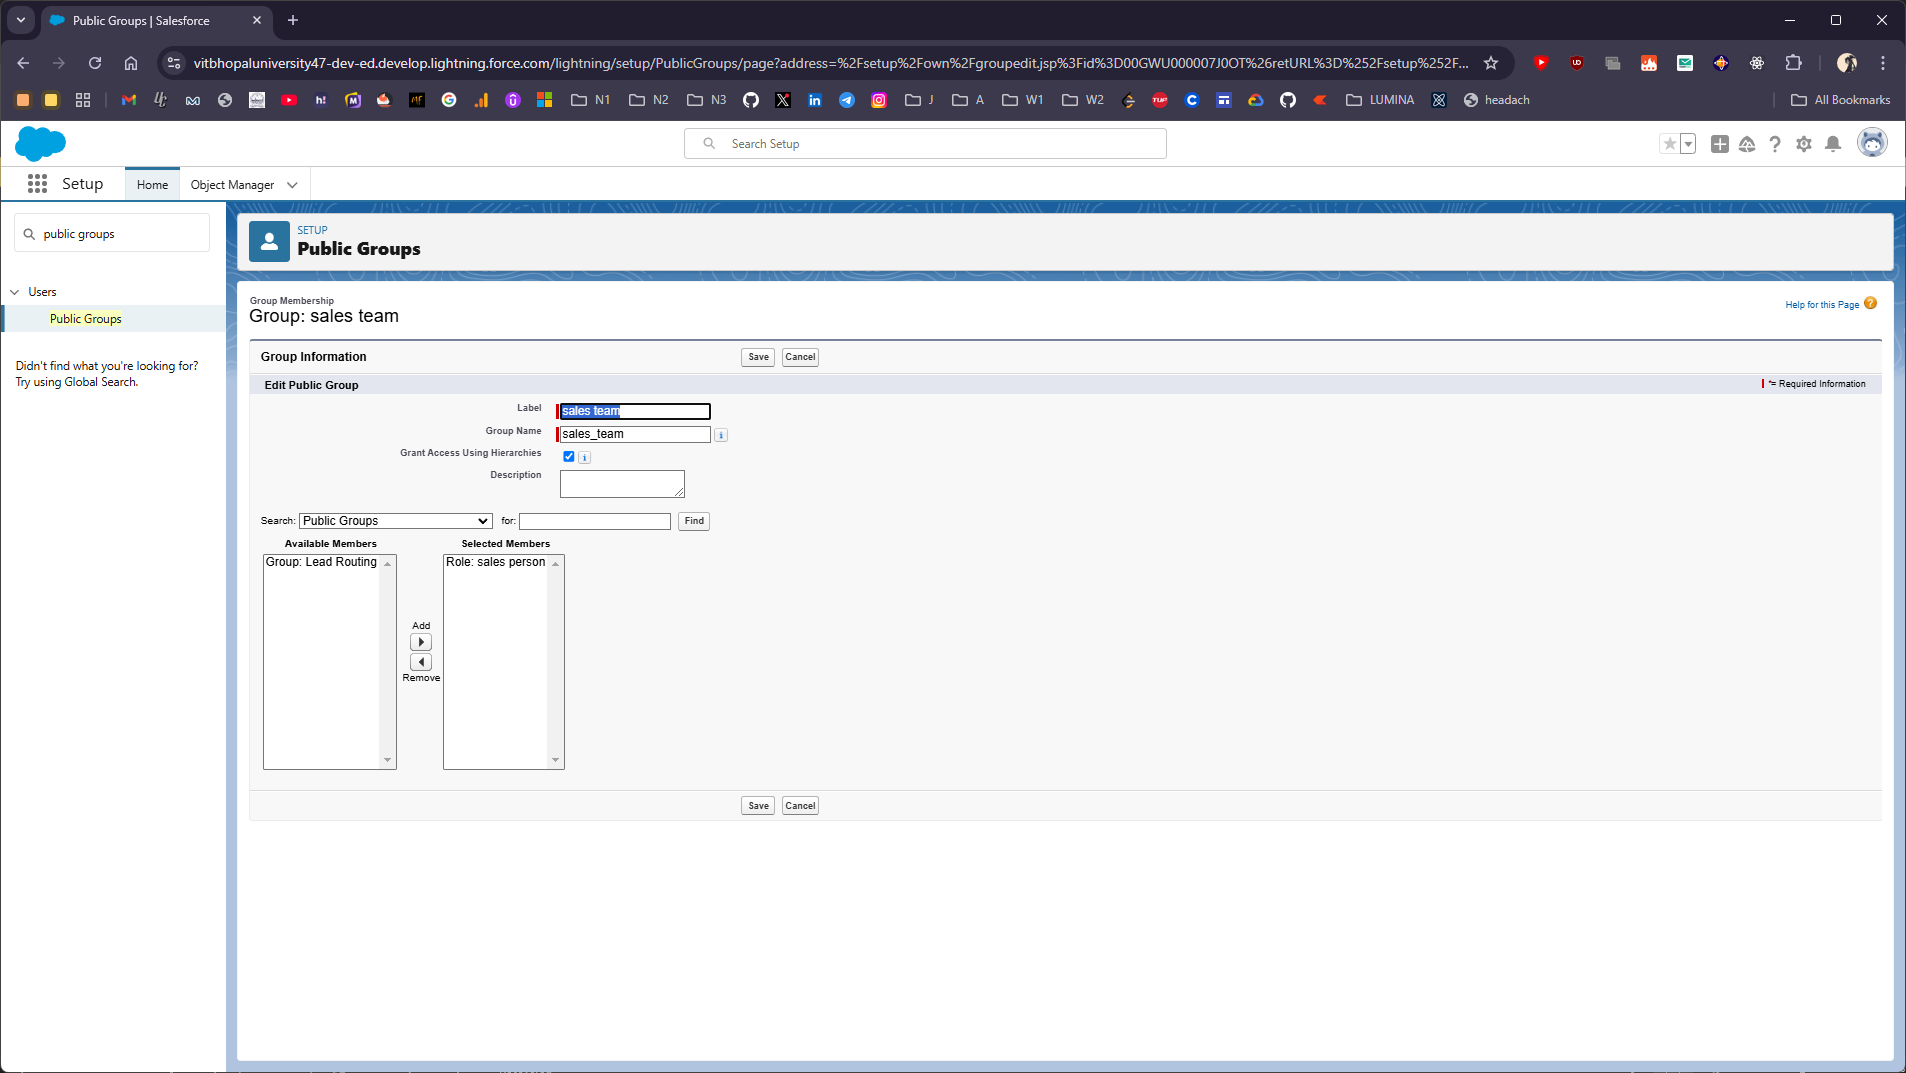 Public Groups | Salesforce
vitbhopaluniversity47-dev-ed.develop.lightning.force.com/lightning/setup/PublicGroups/page?address=%2Fsetup%2Fown%2Fgroupedit.jsp%3Fid%3D00GWU000007J0OT%26retURL%3D%252Fsetup%252F...
N1 N2 N3 J A W1 W2 LUMINA headach All Bookmarks
Search Setup
Setup Home Object Manager
public groups
Users
Public Groups
Didn't find what you're looking for?
Try using Global Search.
SETUP
Public Groups
Group Membership
Group: sales team
Help for this Page
Group Information Save Cancel
Edit Public Group *= Required Information
Label sales team
Group Name sales_team
Grant Access Using Hierarchies
Description
Search: Public Groups for: Find
Available Members Selected Members
Group: Lead Routing Role: sales person
Add
Remove
Save Cancel